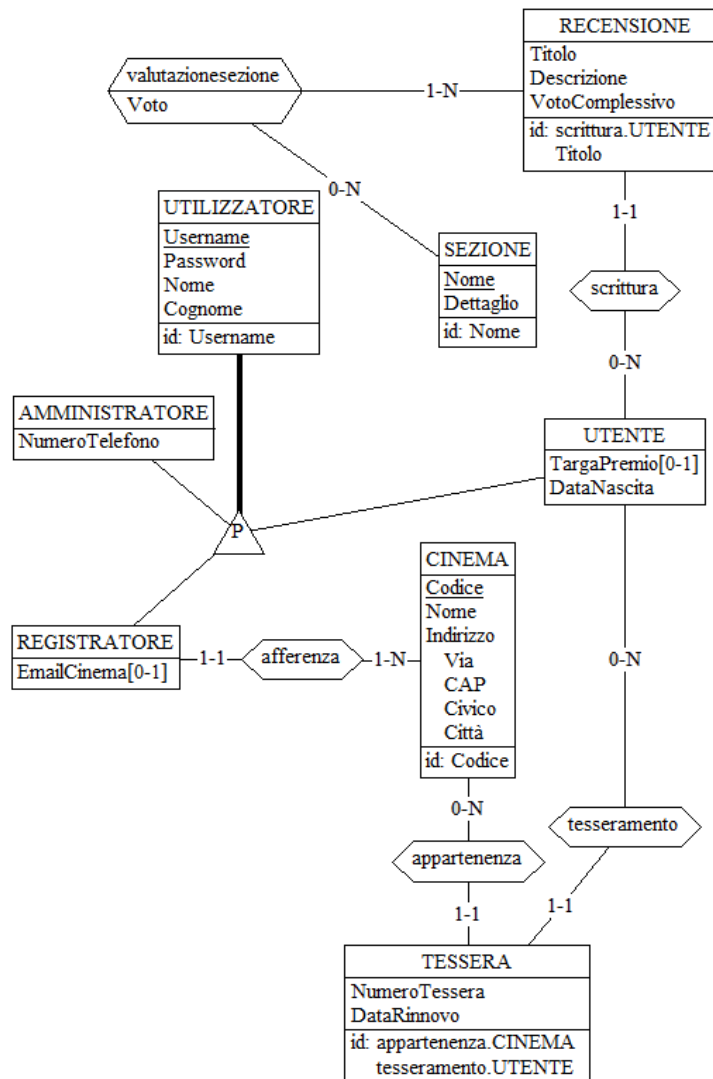 RECENSIONE
Titolo
Descrizione
VotoComplessivo
id: scrittura.UTENTE
Titolo
valutazionesezione
Voto
1-N
0-N
1-1
UTILIZZATORE
Username
Password
Nome
Cognome
id: Username
SEZIONE
Nome
Dettaglio
id: Nome
scrittura
0-N
AMMINISTRATORE
NumeroTelefono
UTENTE
TargaPremio[0-1]
DataNascita
P
CINEMA
Codice
Nome
Indirizzo
Via
CAP
Civico
Città
id: Codice
REGISTRATORE
EmailCinema[0-1]
1-1
afferenza
1-N
0-N
0-N
tesseramento
appartenenza
1-1
1-1
TESSERA
NumeroTessera
DataRinnovo
id: appartenenza.CINEMA
tesseramento.UTENTE